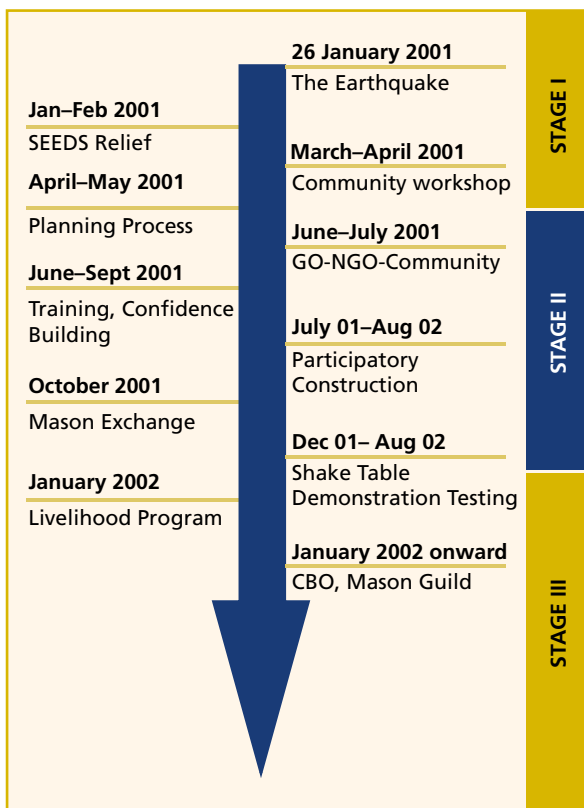 26 January 2001
The Earthquake
Jan–Feb 2001
SEEDS Relief
March–April 2001
Community workshop
April–May 2001
Planning Process
June–July 2001
GO-NGO-Community
June–Sept 2001
Training, Confidence
Building
July 01–Aug 02
Participatory
Construction
October 2001
Mason Exchange
Dec 01– Aug 02
Shake Table
Demonstration Testing
January 2002
Livelihood Program
January 2002 onward
CBO, Mason Guild
STAGE I
STAGE II
STAGE III